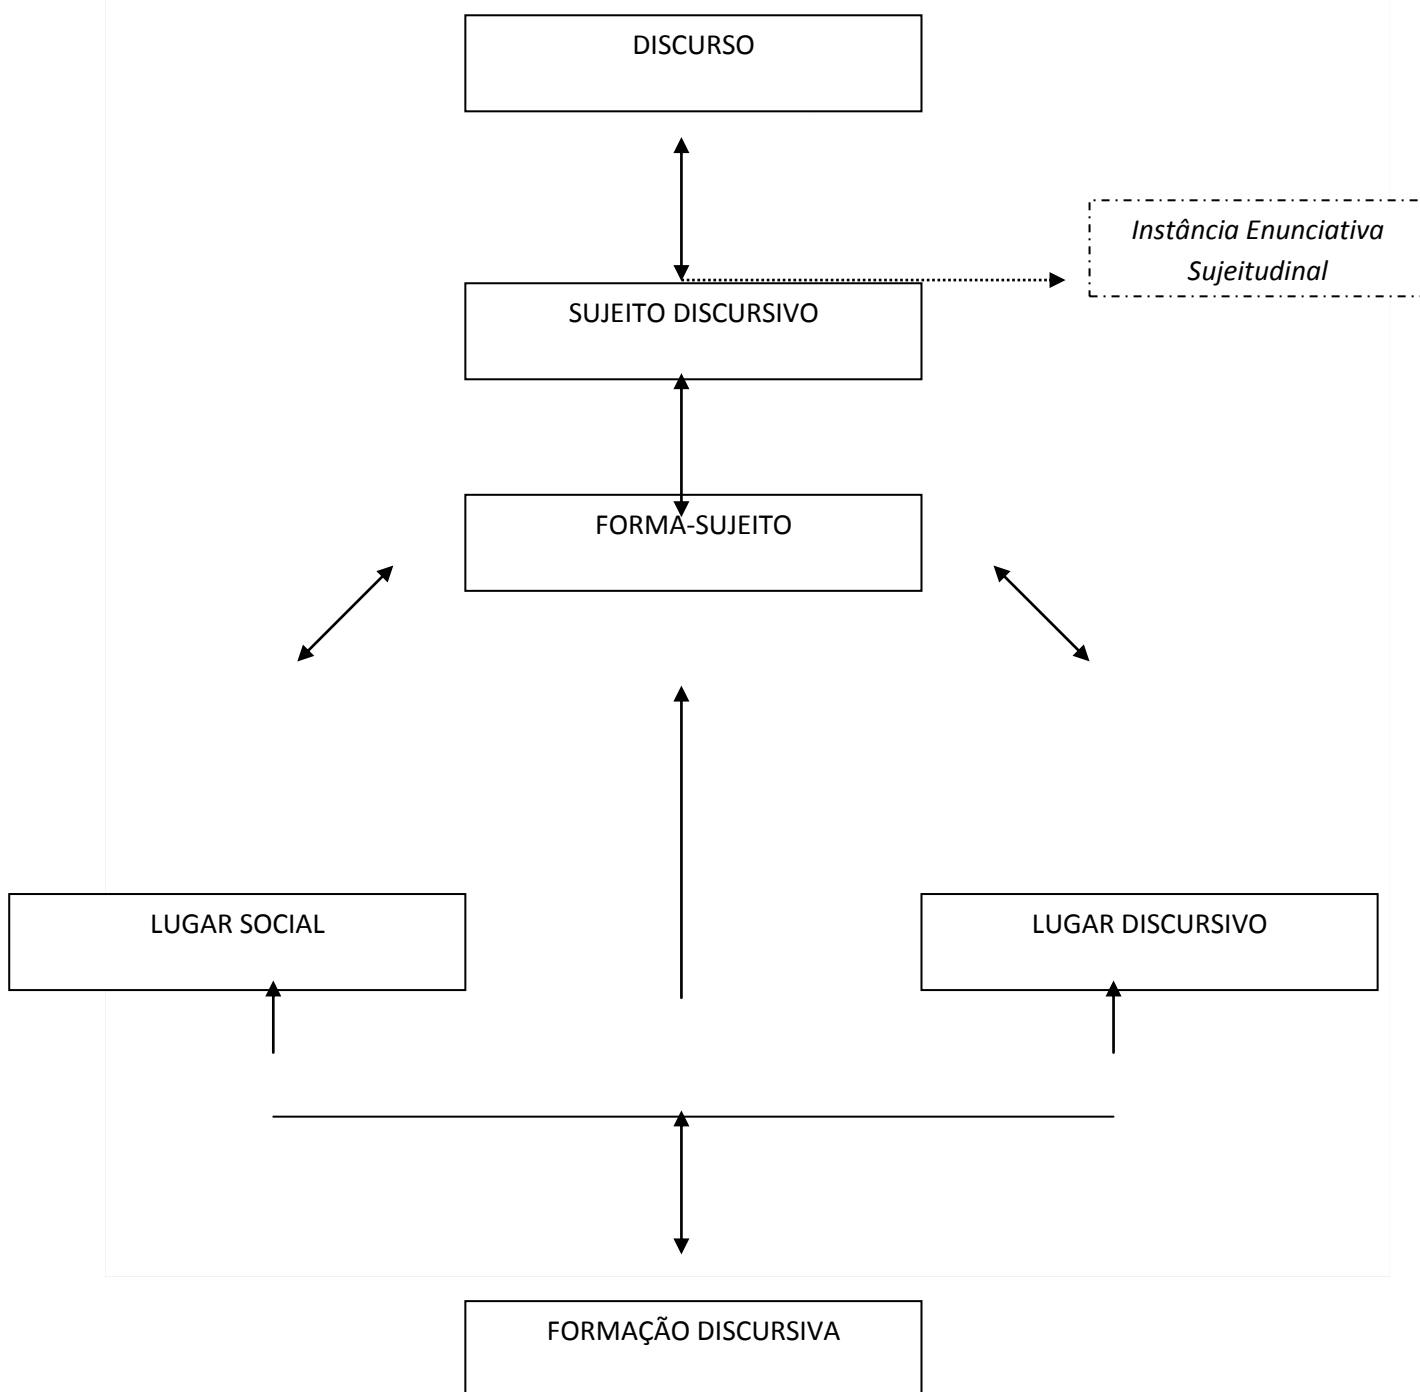 DISCURSO
Instância Enunciativa
Sujeitudinal
SUJEITO DISCURSIVO
FORMA-SUJEITO
LUGAR SOCIAL
LUGAR DISCURSIVO
FORMAÇÃO DISCURSIVA